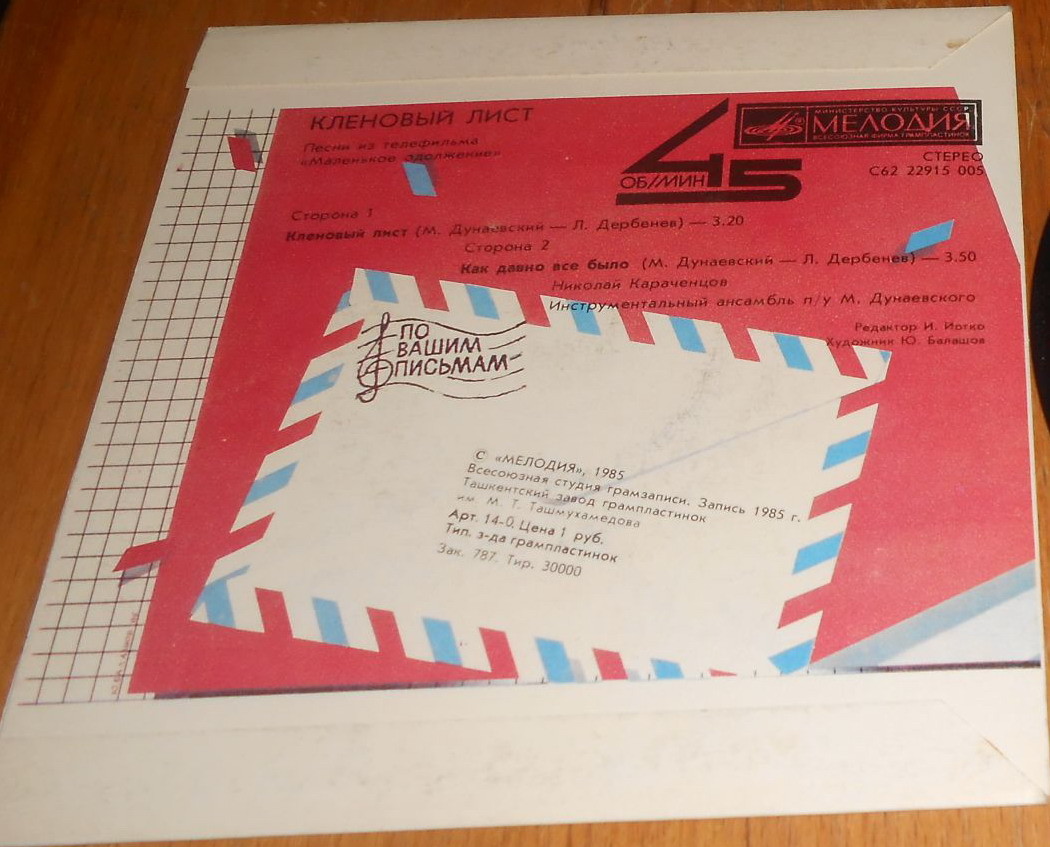 КЛЕНОВЫЙ ЛИСТ
Песни из телефильма
«Маленькое одолжение»
45
ОБ/МИН
МИНИСТЕРСТВО КУЛЬТУРЫ СССР
МЕЛОДИЯ
ВСЕСОЮЗНАЯ ФИРМА ГРАМПЛАСТИНОК
СТЕРЕО
С62 22915 005
Сторона 1
Кленовый лист (М. Дунаевский — Л. Дербенев) — 3.20
Сторона 2
Как давно все было (М. Дунаевский — Л. Дербенев) — 3.50
Николай Караченцов
Инструментальный ансамбль п/у М. Дунаевского
Редактор И. Йотко
Художник Ю. Балашов
ПО
ВАШИМ
ПИСЬМАМ
© «МЕЛОДИЯ», 1985
Всесоюзная студия грамзаписи. Запись 1985 г.
Ташкентский завод грампластинок
им. М. Т. Ташмухамедова
Арт. 14-0. Цена 1 руб.
Тип. з-да грампластинок
Зак. 787. Тир. 30000